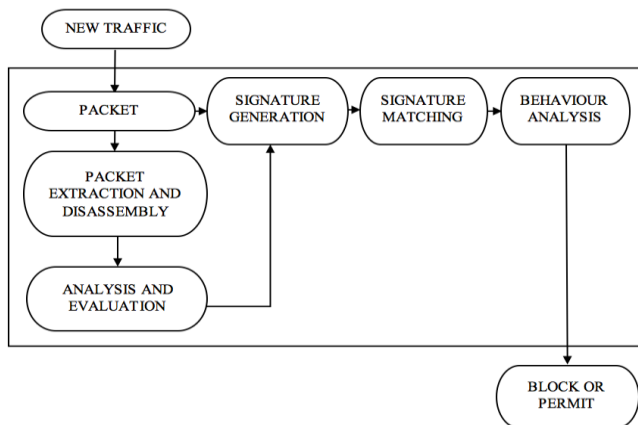 NEW TRAFFIC
PACKET
SIGNATURE
GENERATION
SIGNATURE
MATCHING
BEHAVIOUR
ANALYSIS
PACKET
EXTRACTION AND
DISASSEMBLY
ANALYSIS AND
EVALUATION
BLOCK OR
PERMIT